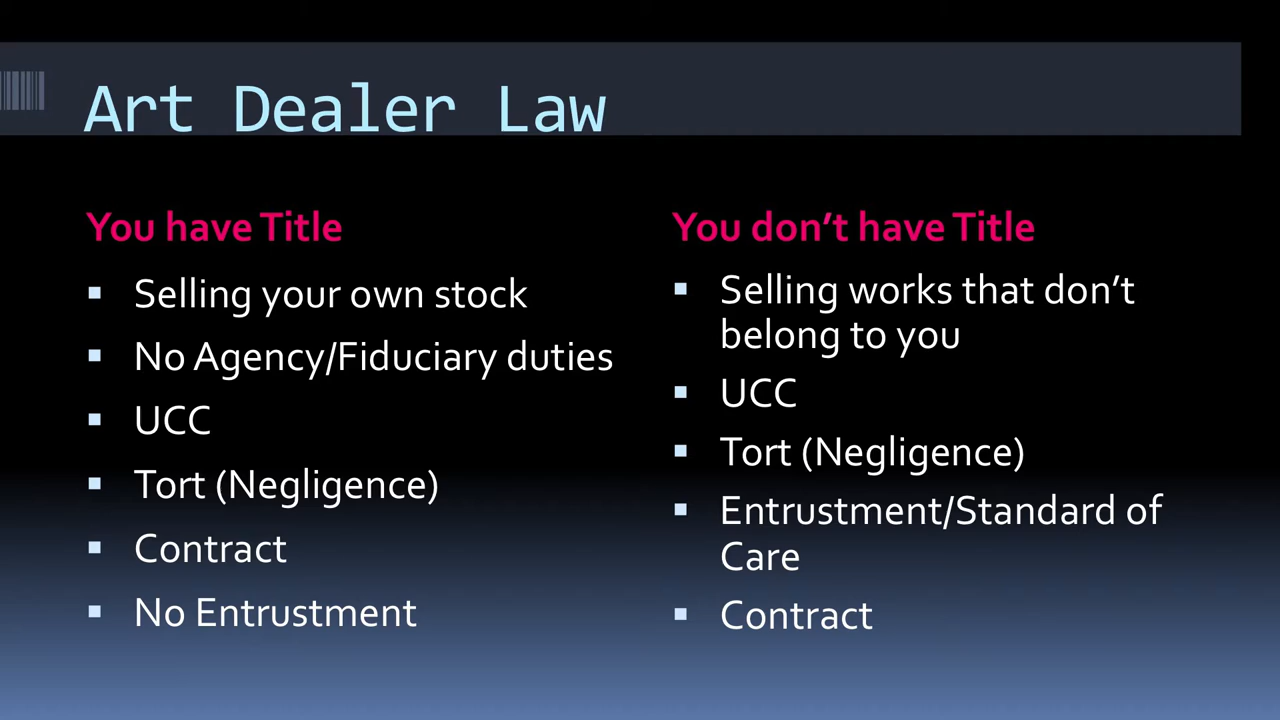 Art Dealer Law
You have Title
Selling your own stock
No Agency/Fiduciary duties
UCC
Tort (Negligence)
Contract
No Entrustment
You don’t have Title
Selling works that don’t
belong to you
UCC
Tort (Negligence)
Entrustment/Standard of
Care
Contract